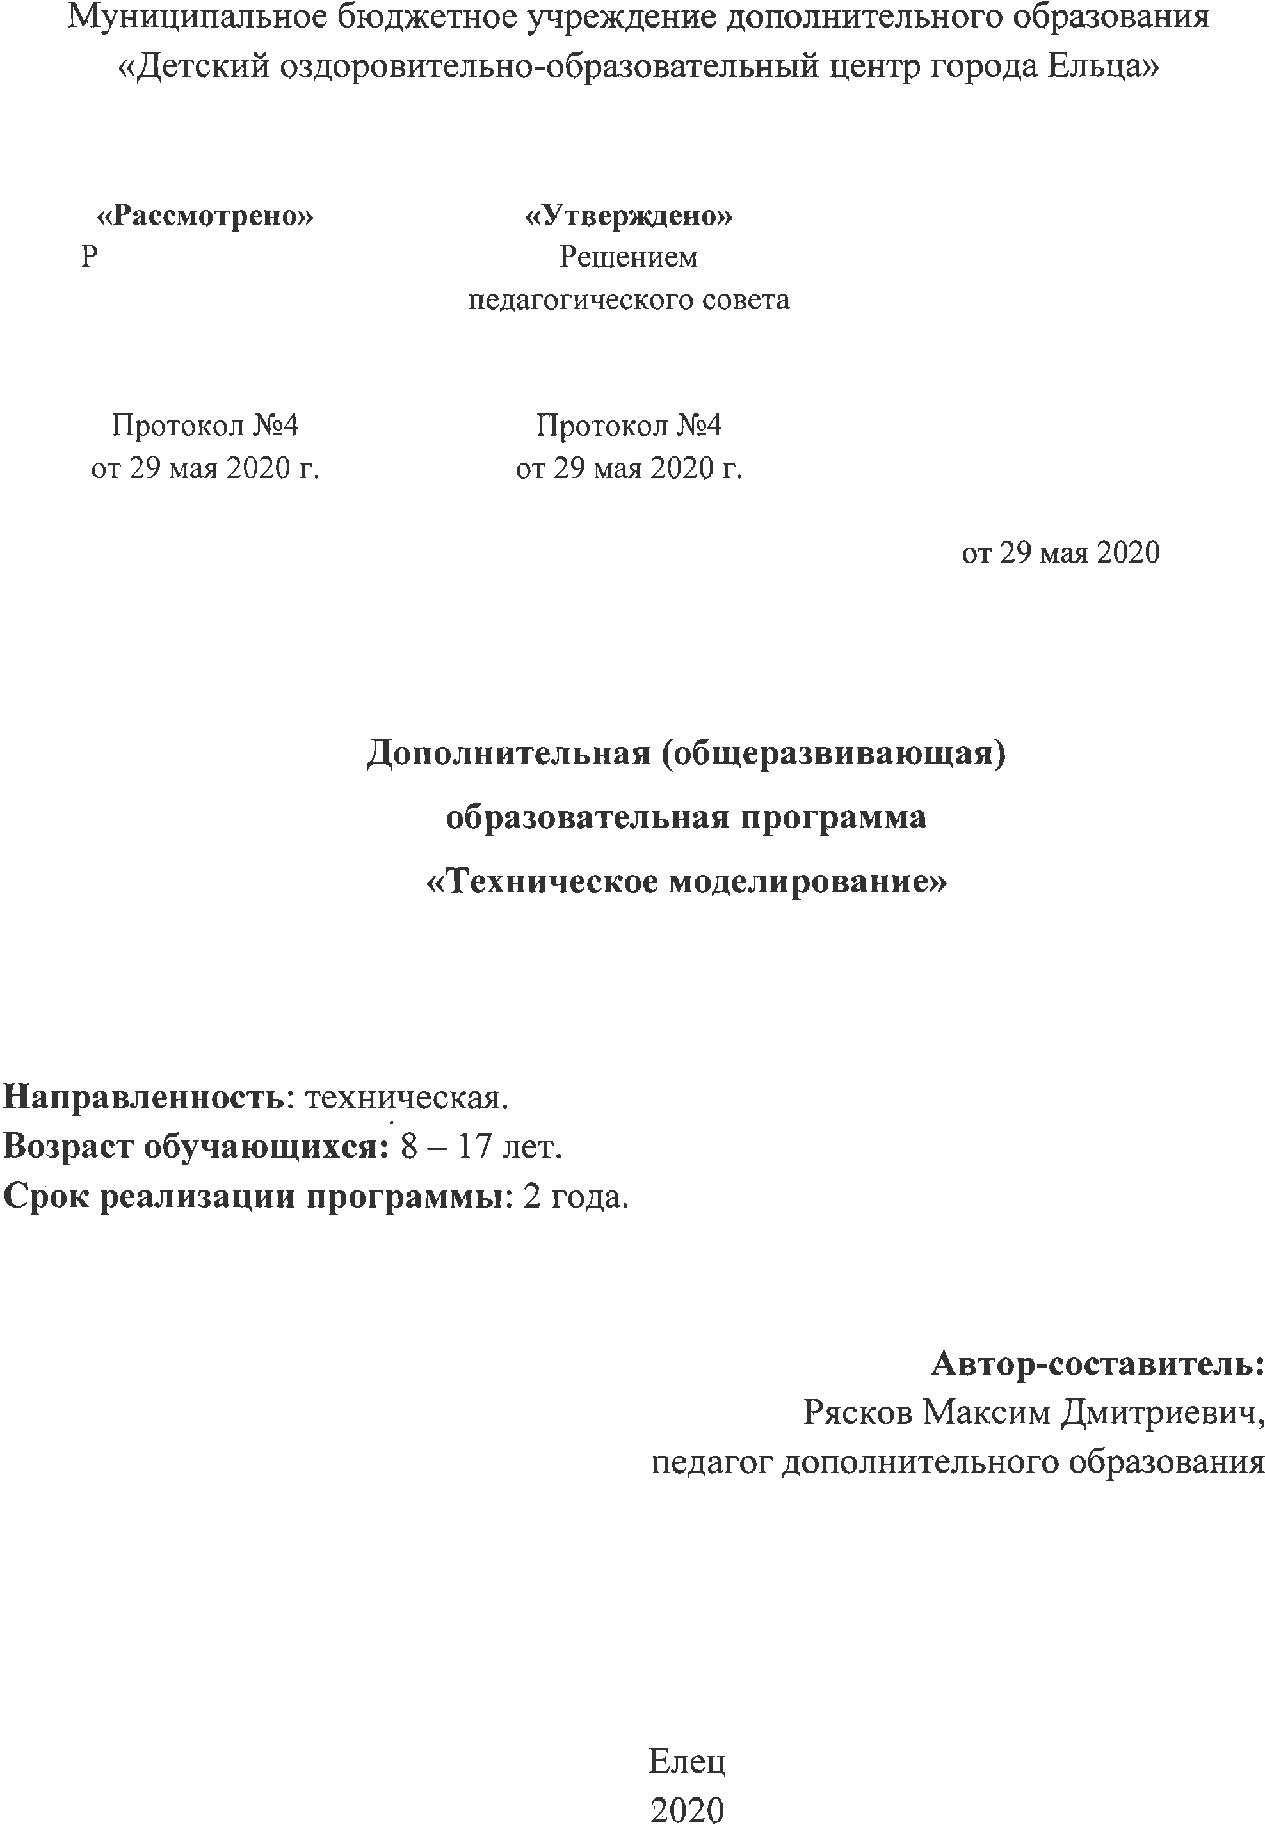 Муниципальное бюджетное учреждение дополнительного образования
«Детский оздоровительно-образовательный центр города Ельца»
«Рассмотрено» «Утверждено»
Р Решением
педагогического совета
Протокол №4 Протокол №4
от 29 мая 2020 г. от 29 мая 2020 г.
от 29 мая 2020
Дополнительная (общеразвивающая)
образовательная программа
«Техническое моделирование»
Направленность: техническая.
Возраст обучающихся: 8 – 17 лет.
Срок реализации программы: 2 года.
Автор-составитель:
Рясков Максим Дмитриевич,
педагог дополнительного образования
Елец
2020